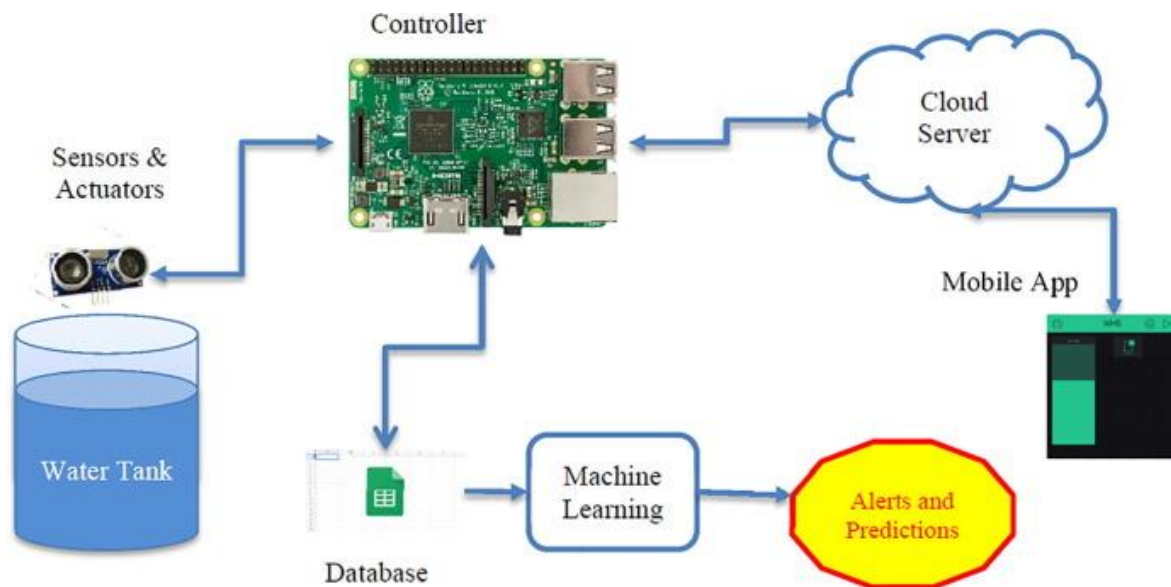 Controller
Cloud
Server
Sensors &
Actuators
Mobile App
Water Tank
Machine
Learning
Alerts and
Predictions
Database